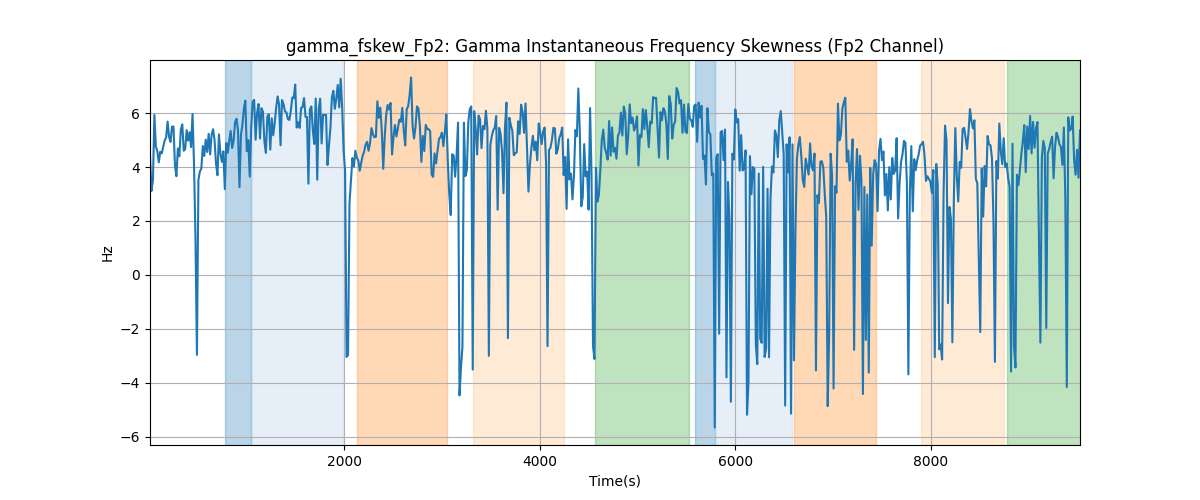 gamma_fskew_Fp2: Gamma Instantaneous Frequency Skewness (Fp2 Channel)
6
4
2
0
−2
−4
−6
Hz
2000 4000 6000 8000
Time(s)